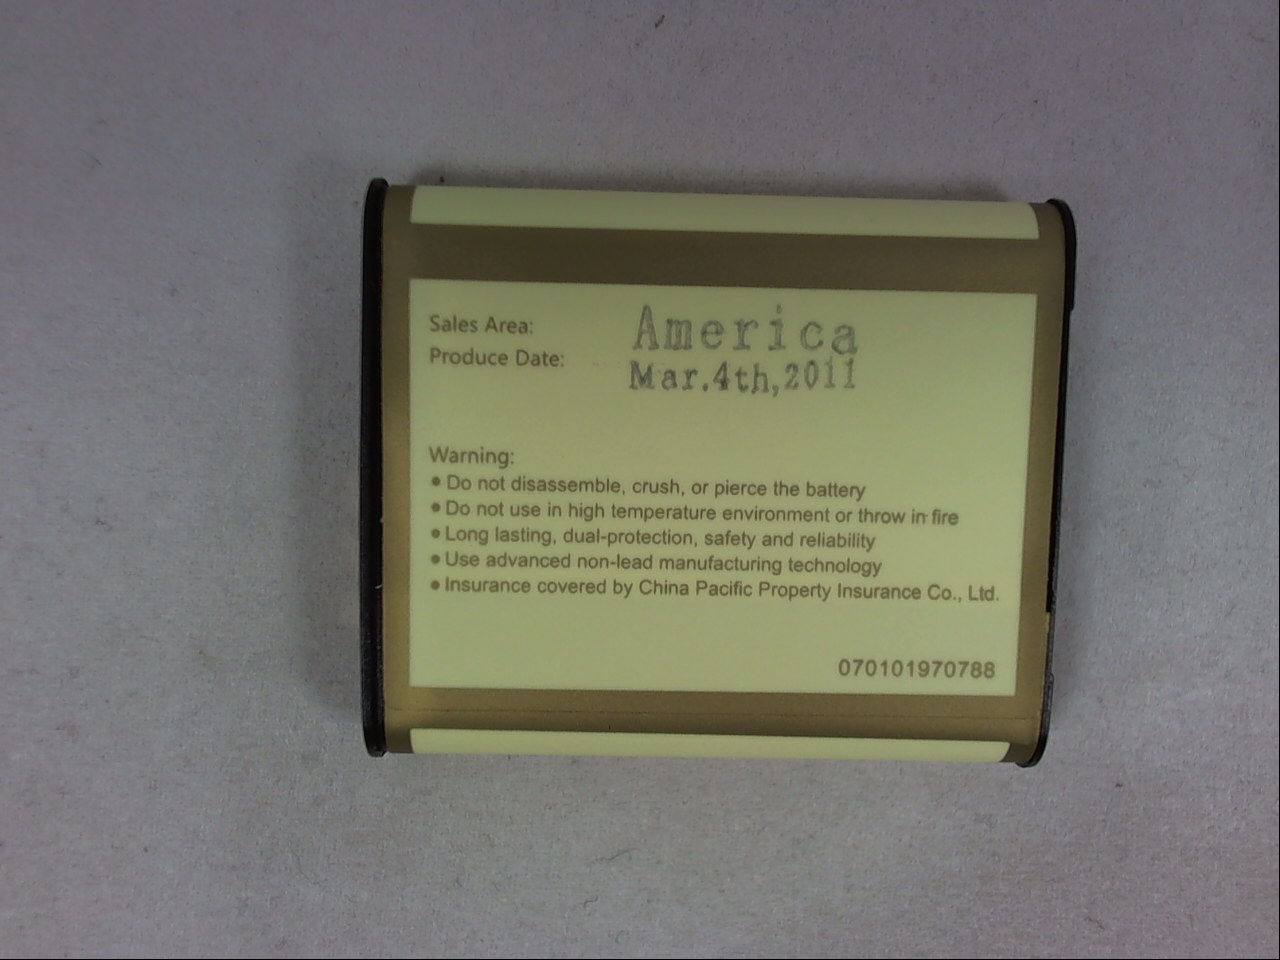 Sales Area: America
Produce Date: Mar.4th,2011
Warning:
• Do not disassemble, crush, or pierce the battery
• Do not use in high temperature environment or throw in fire
• Long lasting, dual-protection, safety and reliability
• Use advanced non-lead manufacturing technology
• Insurance covered by China Pacific Property Insurance Co., Ltd.
070101970788